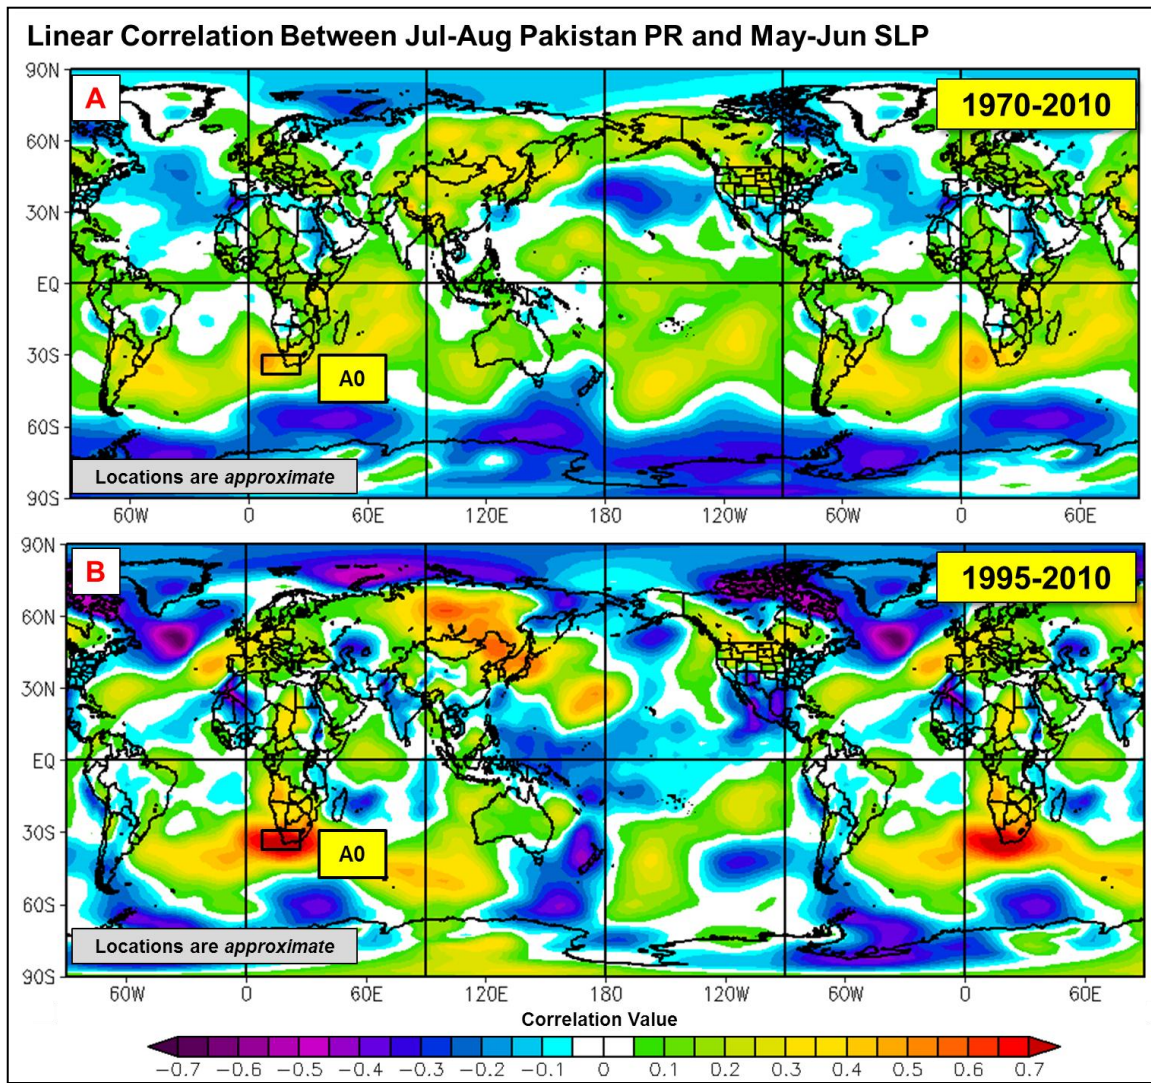 Linear Correlation Between Jul-Aug Pakistan PR and May-Jun SLP
A
1970-2010
90N
60N
30N
EQ
30S
60S
90S
A0
Locations are approximate
60W 0 60E 120E 180 120W 60W 0 60E
B
1995-2010
90N
60N
30N
EQ
30S
60S
90S
A0
Locations are approximate
60W 0 60E 120E 180 120W 60W 0 60E
Correlation Value
−0.7 −0.6 −0.5 −0.4 −0.3 −0.2 −0.1 0 0.1 0.2 0.3 0.4 0.5 0.6 0.7